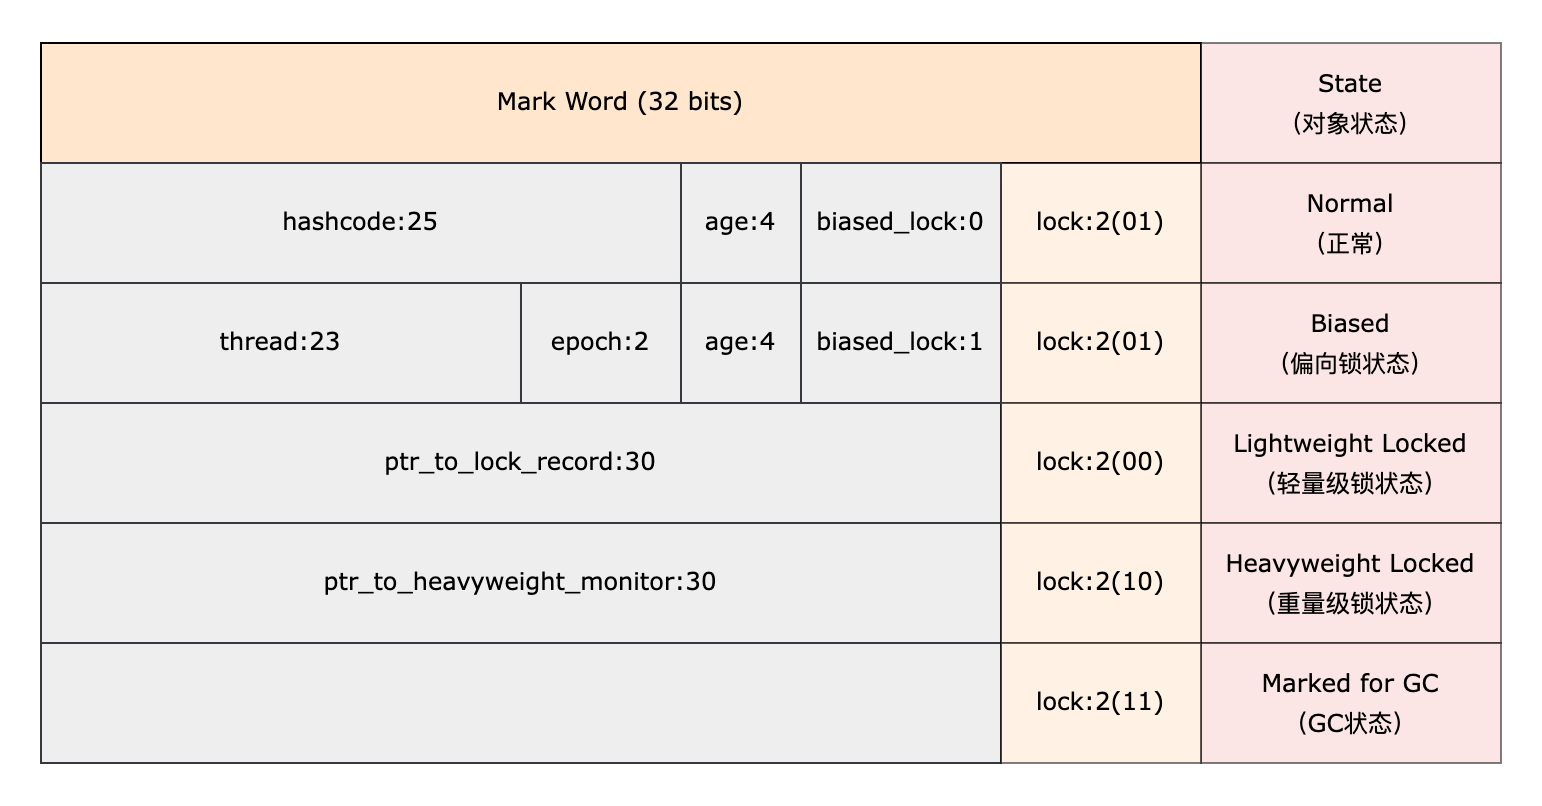 Mark Word (32 bits)
State
（对象状态）
hashcode:25
age:4
biased_lock:0
lock:2(01)
Normal
（正常）
thread:23
epoch:2
age:4
biased_lock:1
lock:2(01)
Biased
（偏向锁状态）
ptr_to_lock_record:30
lock:2(00)
Lightweight Locked
（轻量级锁状态）
ptr_to_heavyweight_monitor:30
lock:2(10)
Heavyweight Locked
（重量级锁状态）
lock:2(11)
Marked for GC
（GC状态）